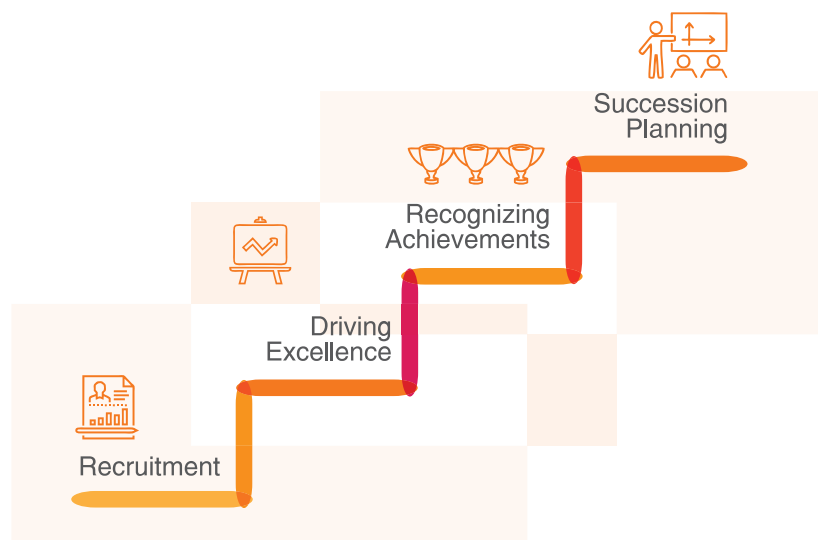 Succession
Planning
Recognizing
Achievements
Driving
Excellence
Recruitment